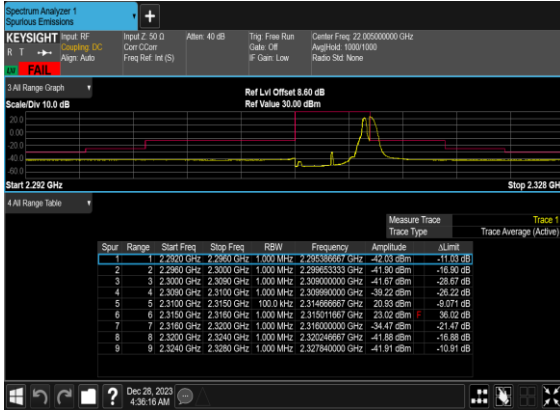 Spectrum Analyzer 1
Spurious Emissions
KEYSIGHT Input: RF Input Z: 50 Ω Atten: 40 dB Trig: Free Run Center Freq: 22.005000000 GHz
R T Coupling: DC Corr CCorr Gate: Off Avg|Hold: 1000/1000
Align: Auto Freq Ref: Int (S) IF Gain: Low Radio Std: None
FAIL
3.All Range Graph Ref Lvl Offset 8.60 dB
Scale/Div 10.0 dB Ref Value 30.00 dBm
20.0
0.00
-20.0
-40.0
-60.0
Start 2.292 GHz Stop 2.328 GH
4 All Range Table
Measure Trace Trace 1
Trace Type Trace Average (Active)
Spur Range Start Freq Stop Freq RBW Frequency Amplitude ΔLimit
1 1 2.2920 GHz 2.2960 GHz 1.000 MHz 2.295386667 GHz -42.03 dBm -11.03 dB
2 2 2.2960 GHz 2.3000 GHz 1.000 MHz 2.299653333 GHz -41.90 dBm -16.90 dB
3 3 2.3000 GHz 2.3090 GHz 1.000 MHz 2.309000000 GHz -41.67 dBm -28.67 dB
4 4 2.3090 GHz 2.3100 GHz 1.000 MHz 2.309990000 GHz -39.22 dBm -26.22 dB
5 5 2.3100 GHz 2.3150 GHz 100.0 kHz 2.314666667 GHz 20.93 dBm -9.071 dB
6 6 2.3150 GHz 2.3160 GHz 1.000 MHz 2.315011667 GHz 23.02 dBm F 36.02 dB
7 7 2.3160 GHz 2.3200 GHz 1.000 MHz 2.316000000 GHz -34.47 dBm -21.47 dB
8 8 2.3200 GHz 2.3240 GHz 1.000 MHz 2.320246667 GHz -41.88 dBm -16.88 dB
9 9 2.3240 GHz 2.3280 GHz 1.000 MHz 2.327840000 GHz -41.91 dBm -10.91 dB
Dec 28, 2023
4:36:16 AM